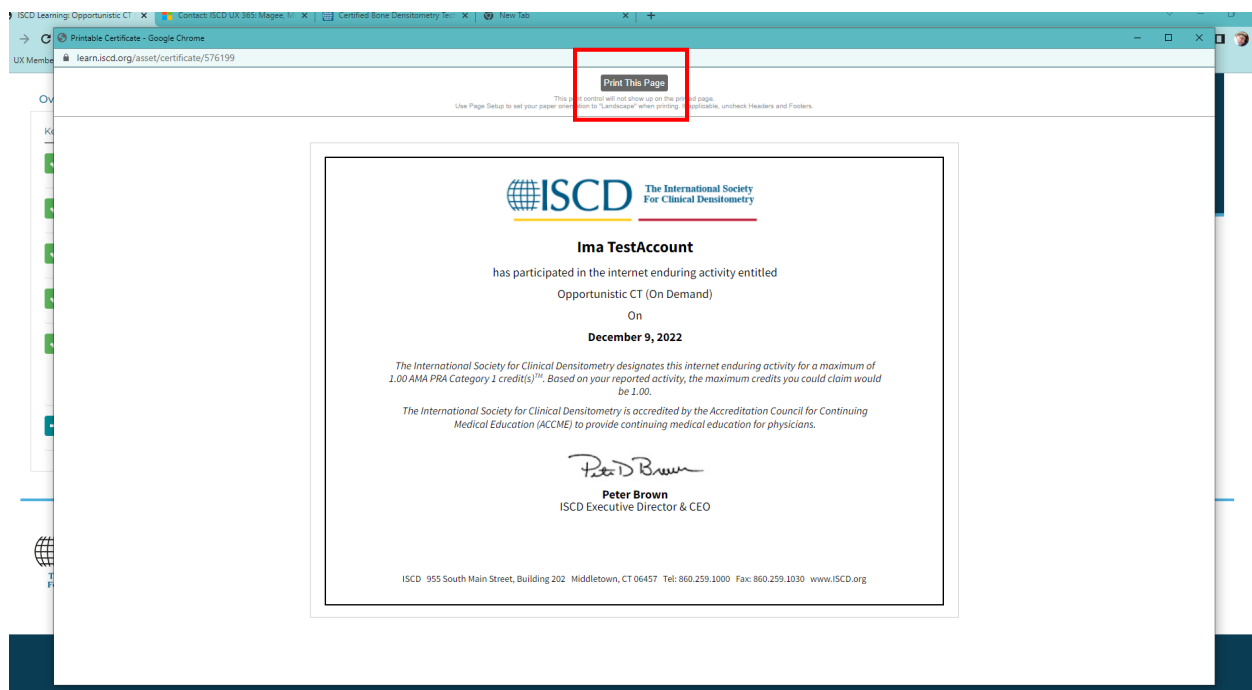 ISCD Learning: Opportunistic CT
Contact: ISCD UX 365: Magee, M
Certified Bone Densitometry Tec
New Tab
Printable Certificate - Google Chrome
UX Membe
learn.iscd.org/asset/certificate/576199
Print This Page
This print control will not show up on the printed page.
Use Page Setup to set your paper orientation to "Landscape" when printing. If applicable, uncheck Headers and Footers.
Ov
Ke
ISCD
The International Society
For Clinical Densitometry
Ima TestAccount
has participated in the internet enduring activity entitled
Opportunistic CT (On Demand)
On
December 9, 2022
The International Society for Clinical Densitometry designates this internet enduring activity for a maximum of
1.00 AMA PRA Category 1 credit(s)™. Based on your reported activity, the maximum credits you could claim would
be 1.00.
The International Society for Clinical Densitometry is accredited by the Accreditation Council for Continuing
Medical Education (ACCME) to provide continuing medical education for physicians.
Peter D Brown
Peter Brown
ISCD Executive Director & CEO
T
F
ISCD 955 South Main Street, Building 202 Middletown, CT 06457 Tel: 860.259.1000 Fax: 860.259.1030 www.ISCD.org